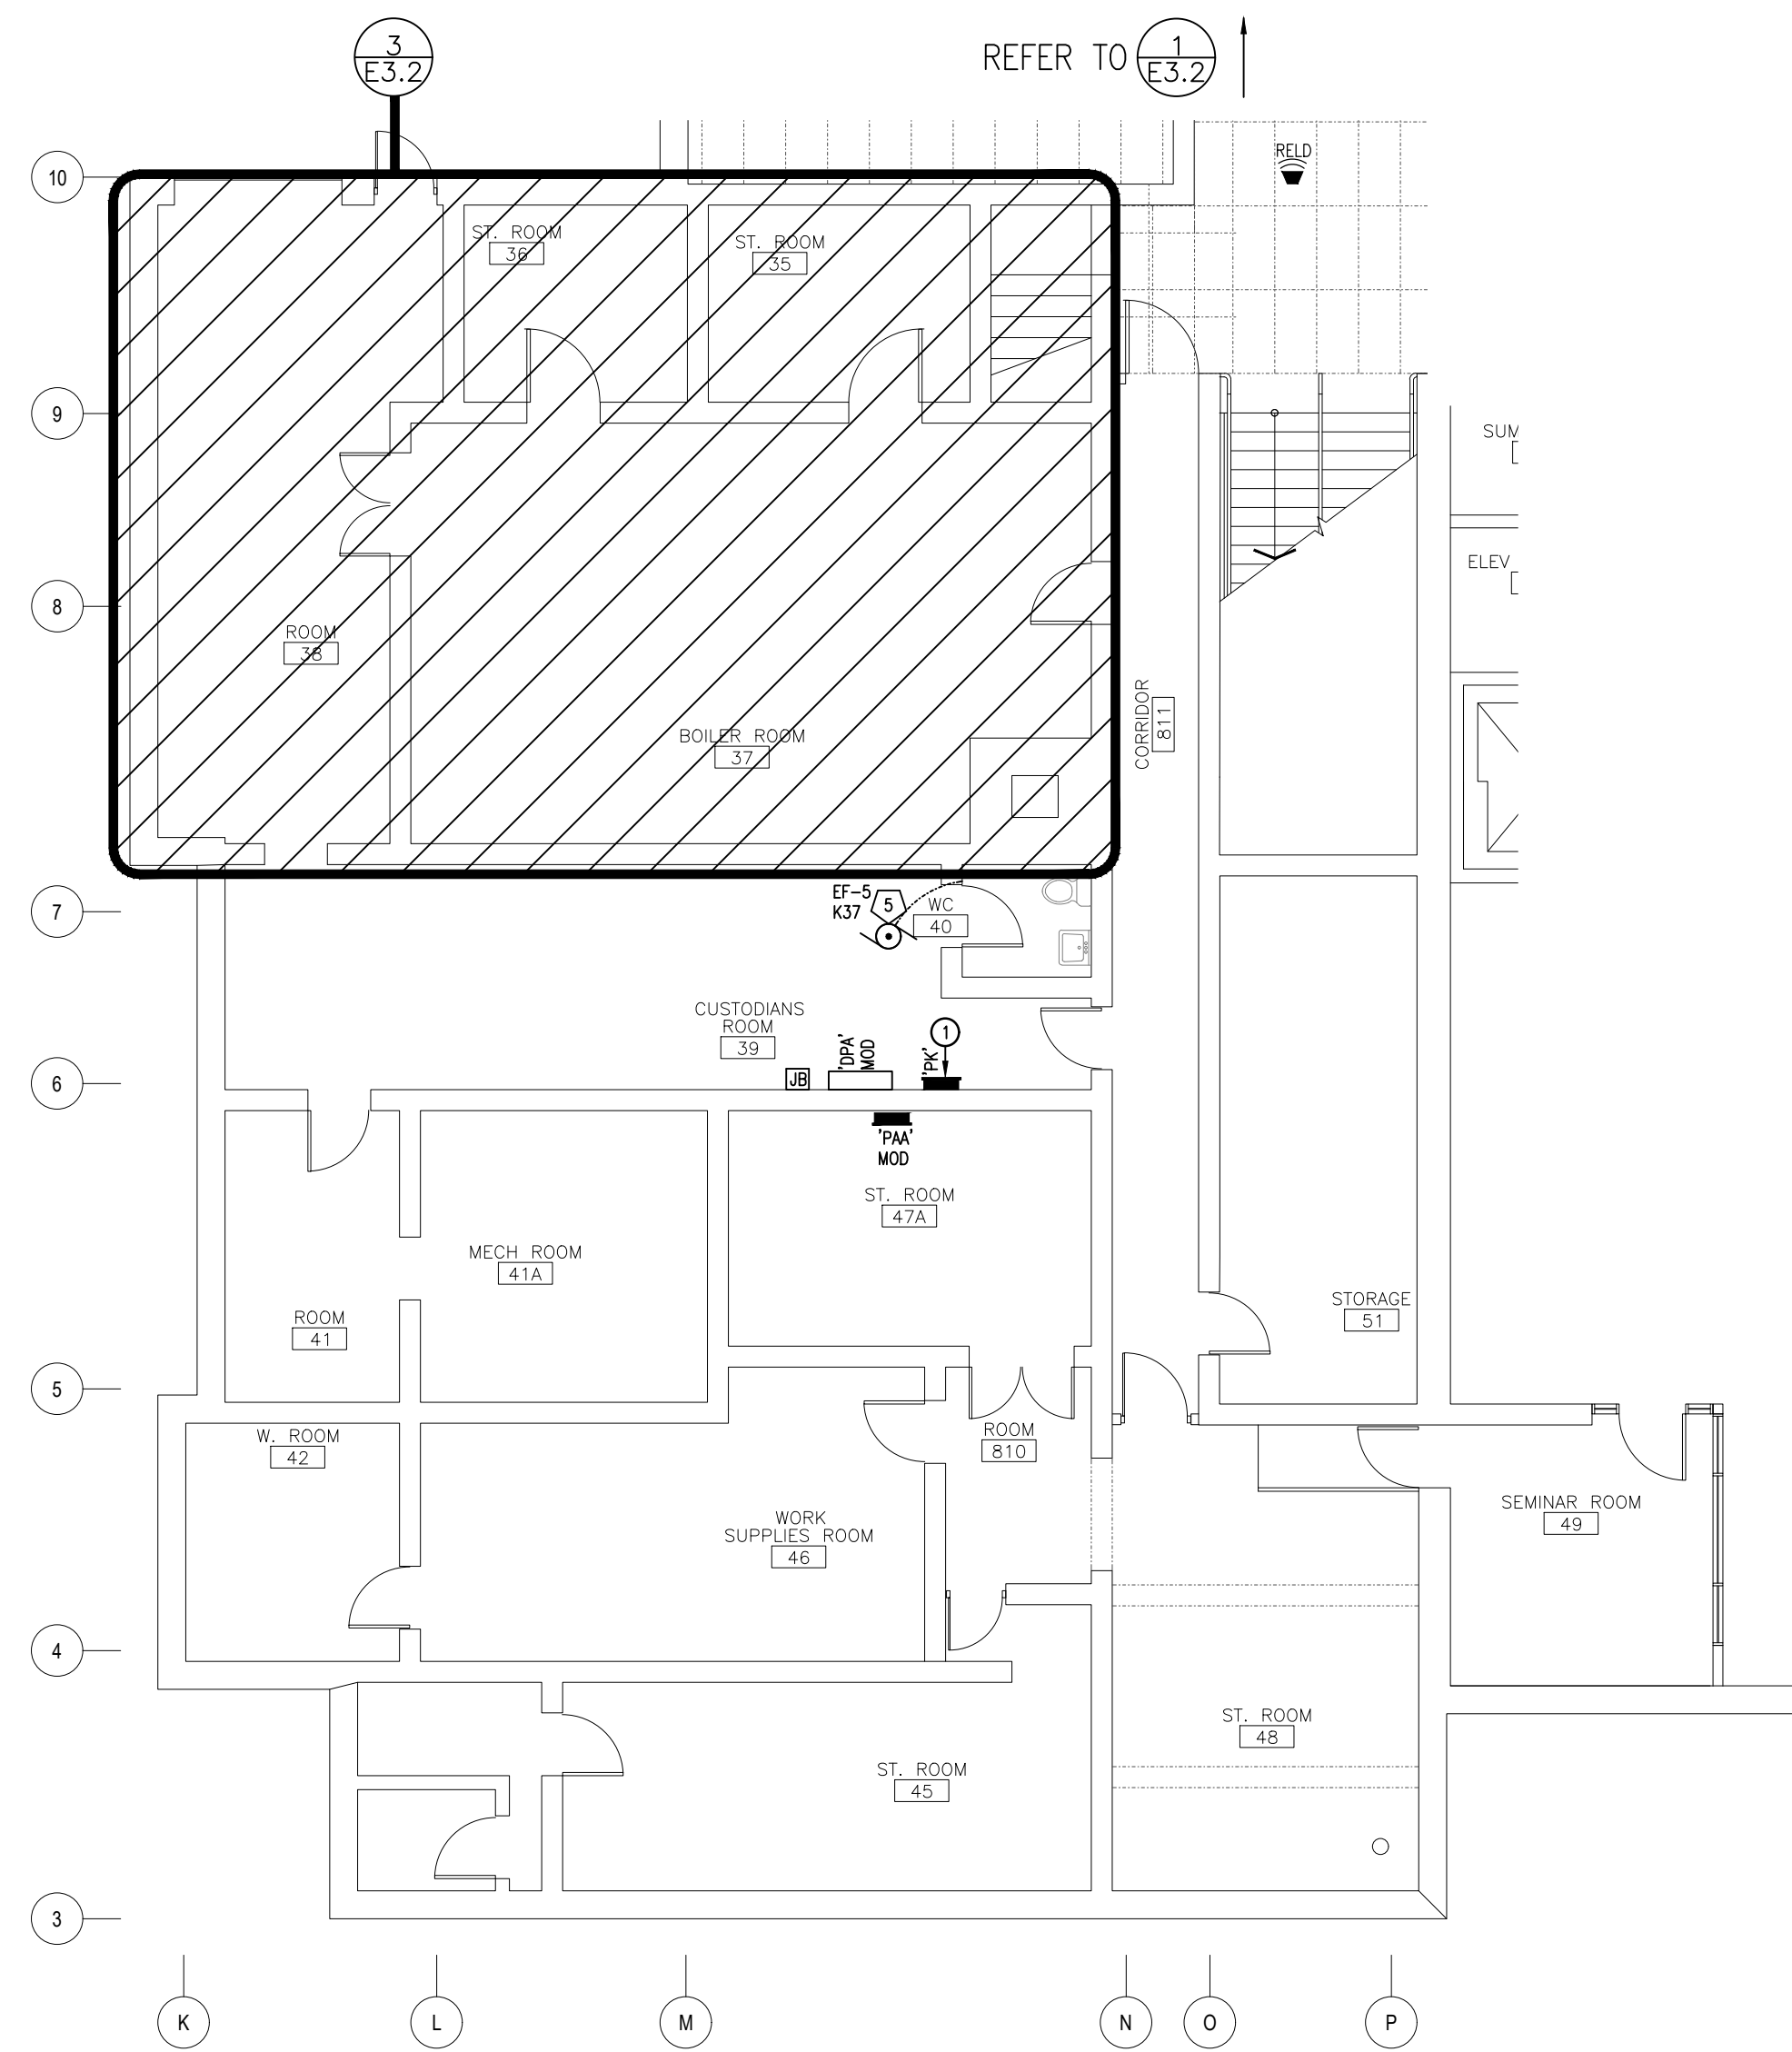 3
E3.2
REFER TO
1
E3.2
RELD
10
ST. ROOM
36
ST. ROOM
35
9
SUM
ELEV
8
ROOM
38
CORRIDOR
811
BOILER ROOM
37
EF-5
K37
5
WC
40
7
CUSTODIANS
ROOM
39
'DPA'
MOD
'PK'
1
JB
6
'PAA'
MOD
ST. ROOM
47A
MECH ROOM
41A
ROOM
41
STORAGE
51
5
W. ROOM
42
ROOM
810
SEMINAR ROOM
49
WORK
SUPPLIES ROOM
46
4
ST. ROOM
48
ST. ROOM
45
3
K
L
M
N
O
P